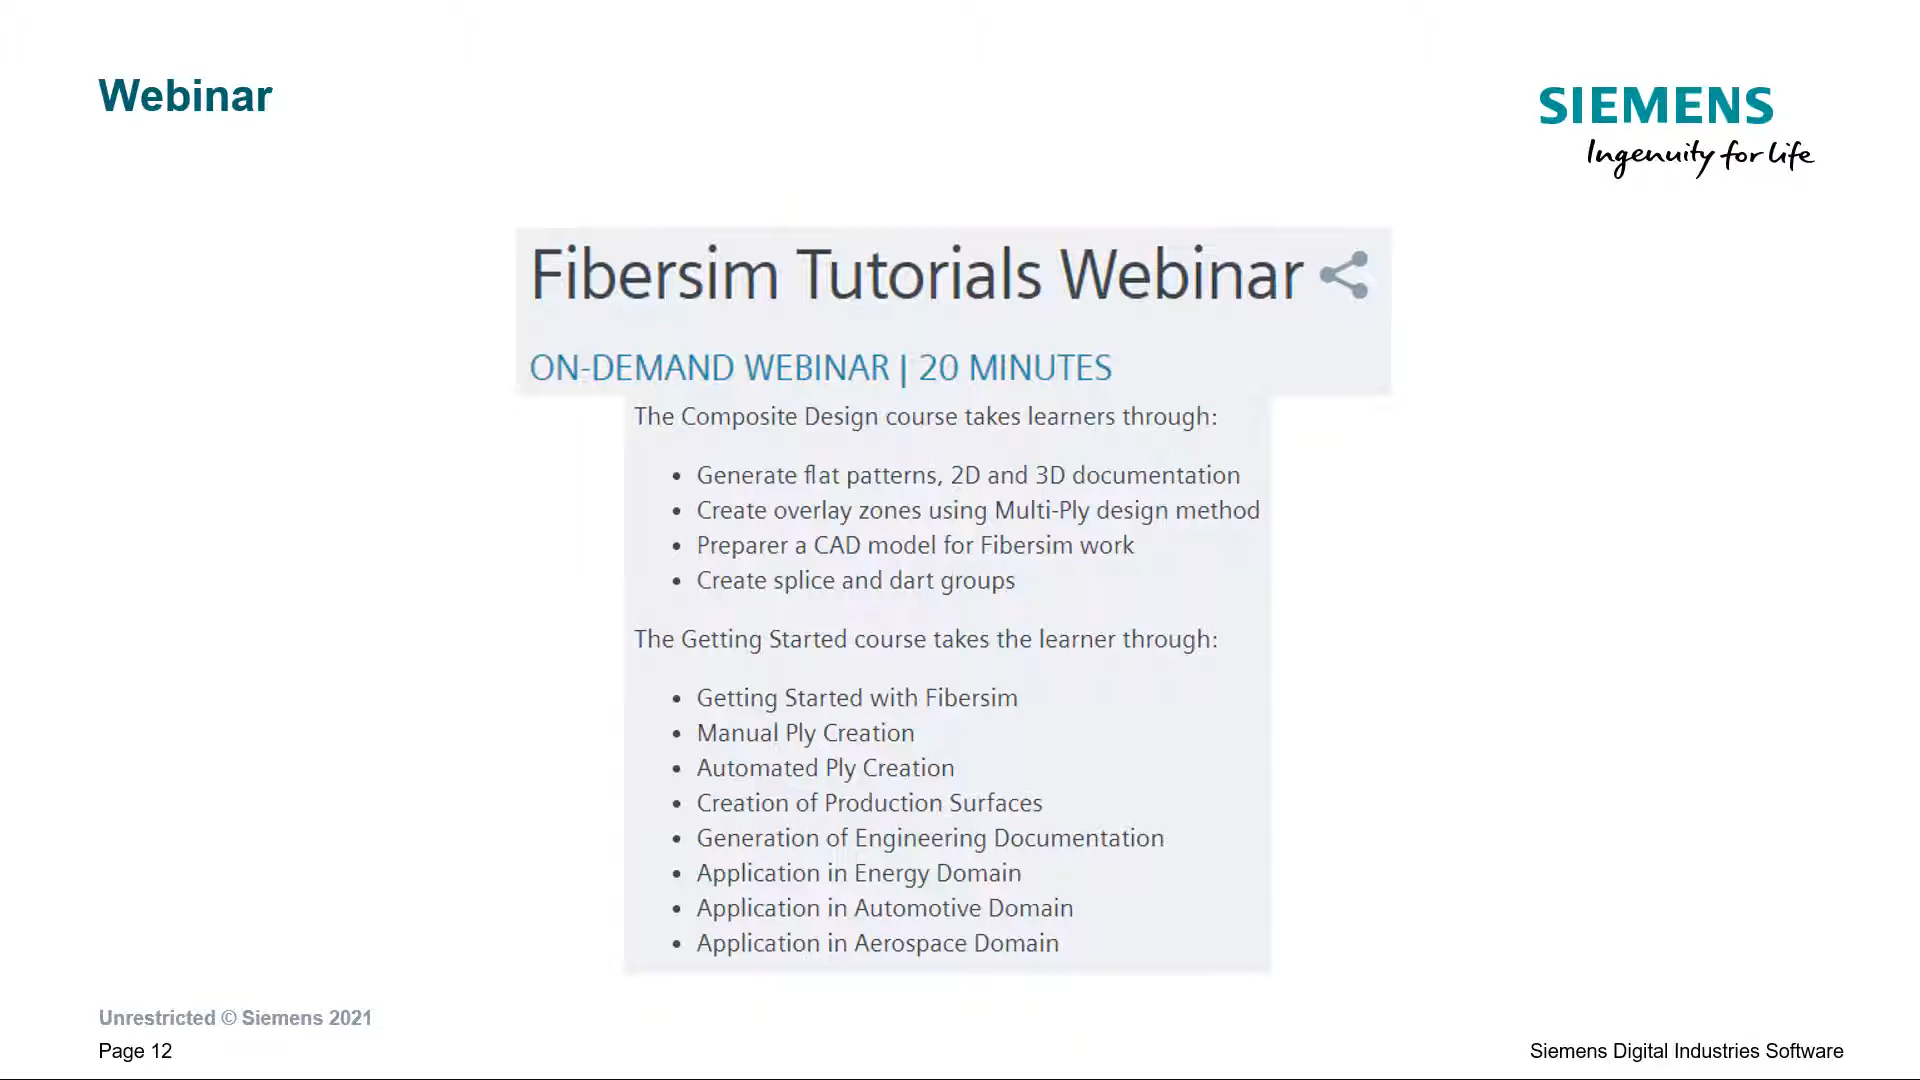 Webinar
SIEMENS
Ingenuity for life
Fibersim Tutorials Webinar
ON-DEMAND WEBINAR | 20 MINUTES
The Composite Design course takes learners through:
• Generate flat patterns, 2D and 3D documentation
• Create overlay zones using Multi-Ply design method
• Preparer a CAD model for Fibersim work
• Create splice and dart groups
The Getting Started course takes the learner through:
• Getting Started with Fibersim
• Manual Ply Creation
• Automated Ply Creation
• Creation of Production Surfaces
• Generation of Engineering Documentation
• Application in Energy Domain
• Application in Automotive Domain
• Application in Aerospace Domain
Unrestricted © Siemens 2021
Page 12
Siemens Digital Industries Software